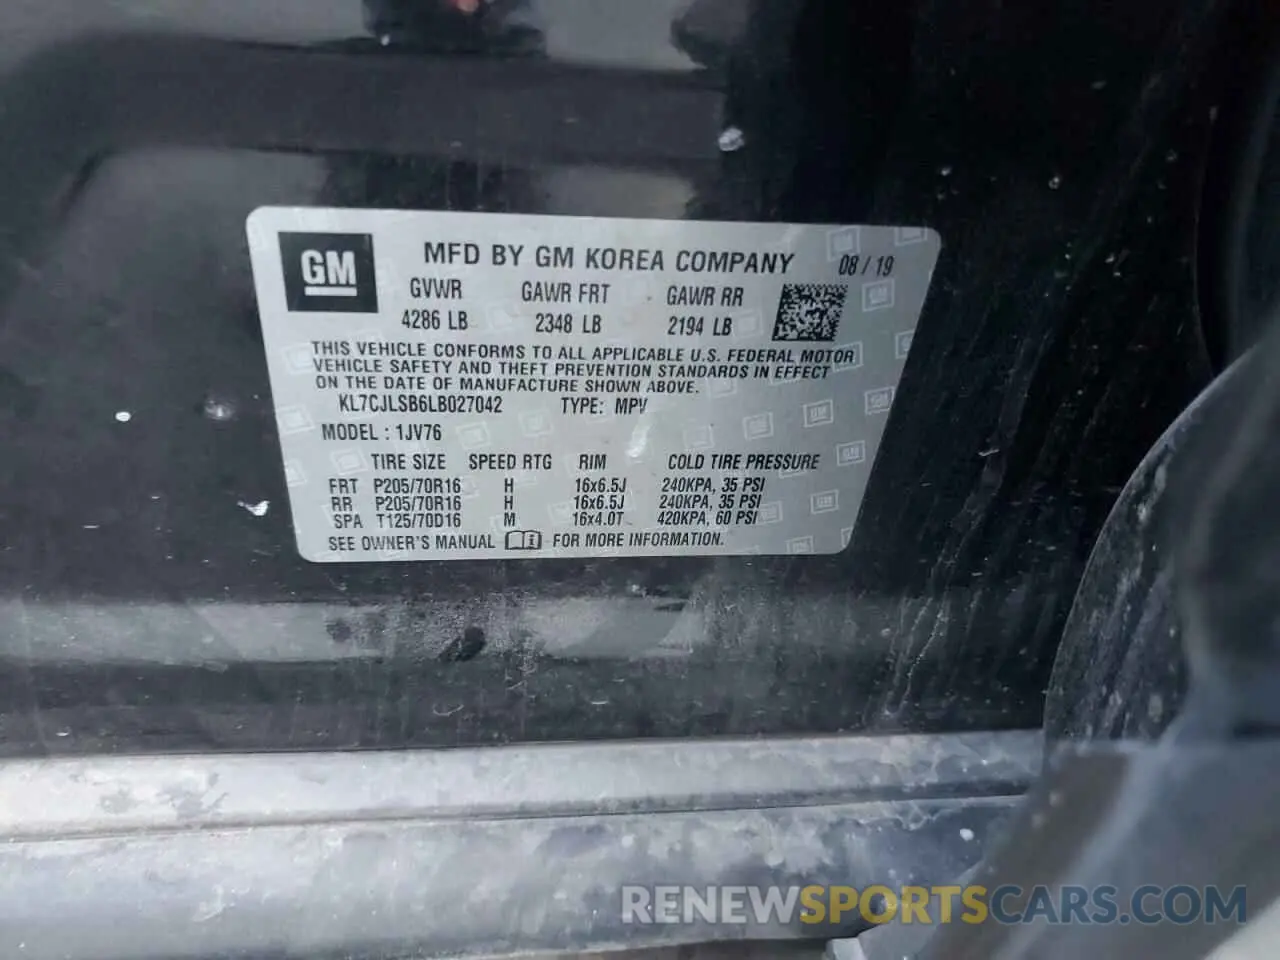 GM
MFD BY GM KOREA COMPANY 08 / 19
GVWR GAWR FRT GAWR RR
4286 LB 2348 LB 2194 LB
THIS VEHICLE CONFORMS TO ALL APPLICABLE U.S. FEDERAL MOTOR
VEHICLE SAFETY AND THEFT PREVENTION STANDARDS IN EFFECT
ON THE DATE OF MANUFACTURE SHOWN ABOVE.
KL7CJLSB6LB027042 TYPE: MPV
MODEL : 1JV76
TIRE SIZE SPEED RTG RIM COLD TIRE PRESSURE
FRT P205/70R16 H 16x6.5J 240KPA, 35 PSI
RR P205/70R16 H 16x6.5J 240KPA, 35 PSI
SPA T125/70D16 M 16x4.0T 420KPA, 60 PSI
SEE OWNER'S MANUAL FOR MORE INFORMATION.
RENEWSPORTSCARS.COM